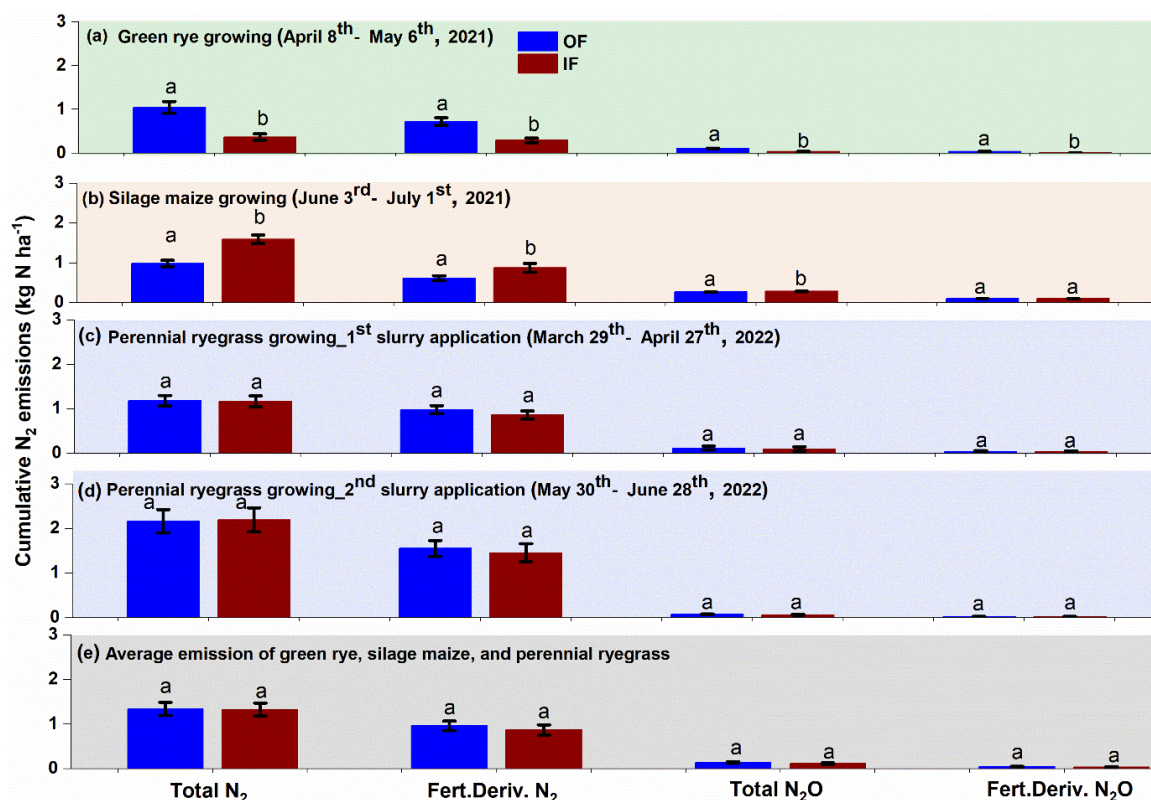 Cumulative N₂ emissions (kg N ha⁻¹)
3
(a) Green rye growing (April 8th- May 6th, 2021)
OF
IF
2
a
b
a
b
a
b
a
b
1
0
3
(b) Silage maize growing (June 3rd- July 1st, 2021)
2
a
b
a
b
a
b
a
a
1
0
3
(c) Perennial ryegrass growing_1st slurry application (March 29th- April 27th, 2022)
2
a
a
a
a
a
a
a
a
1
0
3
(d) Perennial ryegrass growing_2nd slurry application (May 30th- June 28th, 2022)
2
a
a
a
a
a
a
a
a
1
0
3
(e) Average emission of green rye, silage maize, and perennial ryegrass
2
a
a
a
a
a
a
a
a
1
0
Total N₂
Fert.Deriv. N₂
Total N₂O
Fert.Deriv. N₂O